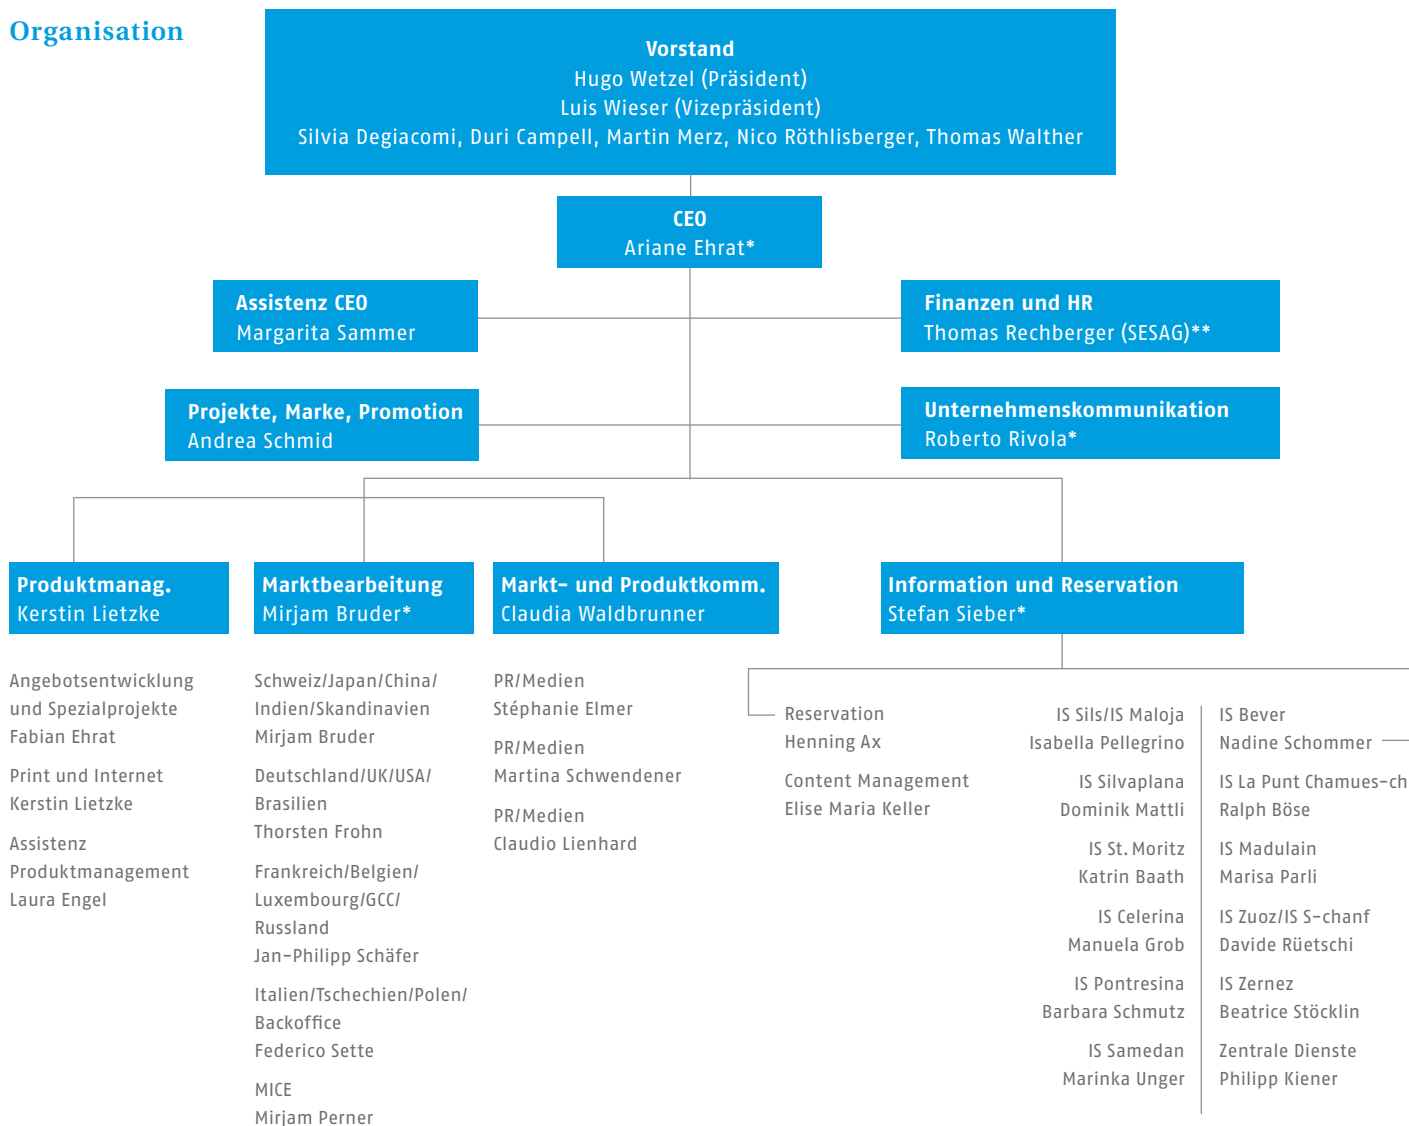 Organisation
Vorstand
Hugo Wetzel (Präsident)
Luis Wieser (Vizepräsident)
Silvia Degiacomi, Duri Campell, Martin Merz, Nico Röthlisberger, Thomas Walther
CEO
Ariane Ehrat*
Assistenz CEO
Margarita Sammer
Finanzen und HR
Thomas Rechberger (SESAG)**
Projekte, Marke, Promotion
Andrea Schmid
Unternehmenskommunikation
Roberto Rivola*
Produktmanag.
Kerstin Lietzke
Angebotsentwicklung
und Spezialprojekte
Fabian Ehrat
Print und Internet
Kerstin Lietzke
Assistenz
Produktmanagement
Laura Engel
Marktbearbeitung
Mirjam Bruder*
Schweiz/Japan/China/
Indien/Skandinavien
Mirjam Bruder
Deutschland/UK/USA/
Brasilien
Thorsten Frohn
Frankreich/Belgien/
Luxembourg/GCC/
Russland
Jan-Philipp Schäfer
Italien/Tschechien/Polen/
Backoffice
Federico Sette
MICE
Mirjam Perner
Markt- und Produktkomm.
Claudia Waldbrunner
PR/Medien
Stéphanie Elmer
PR/Medien
Martina Schwendener
PR/Medien
Claudio Lienhard
Information und Reservation
Stefan Sieber*
Reservation
Henning Ax
Content Management
Elise Maria Keller
IS Sils/IS Maloja
Isabella Pellegrino
IS Silvaplana
Dominik Mattli
IS St. Moritz
Katrin Baath
IS Celerina
Manuela Grob
IS Pontresina
Barbara Schmutz
IS Samedan
Marinka Unger
IS Bever
Nadine Schommer
IS La Punt Chamues-ch
Ralph Böse
IS Madulain
Marisa Parli
IS Zuoz/IS S-chanf
Davide Rüetschi
IS Zernez
Beatrice Stöcklin
Zentrale Dienste
Philipp Kiener